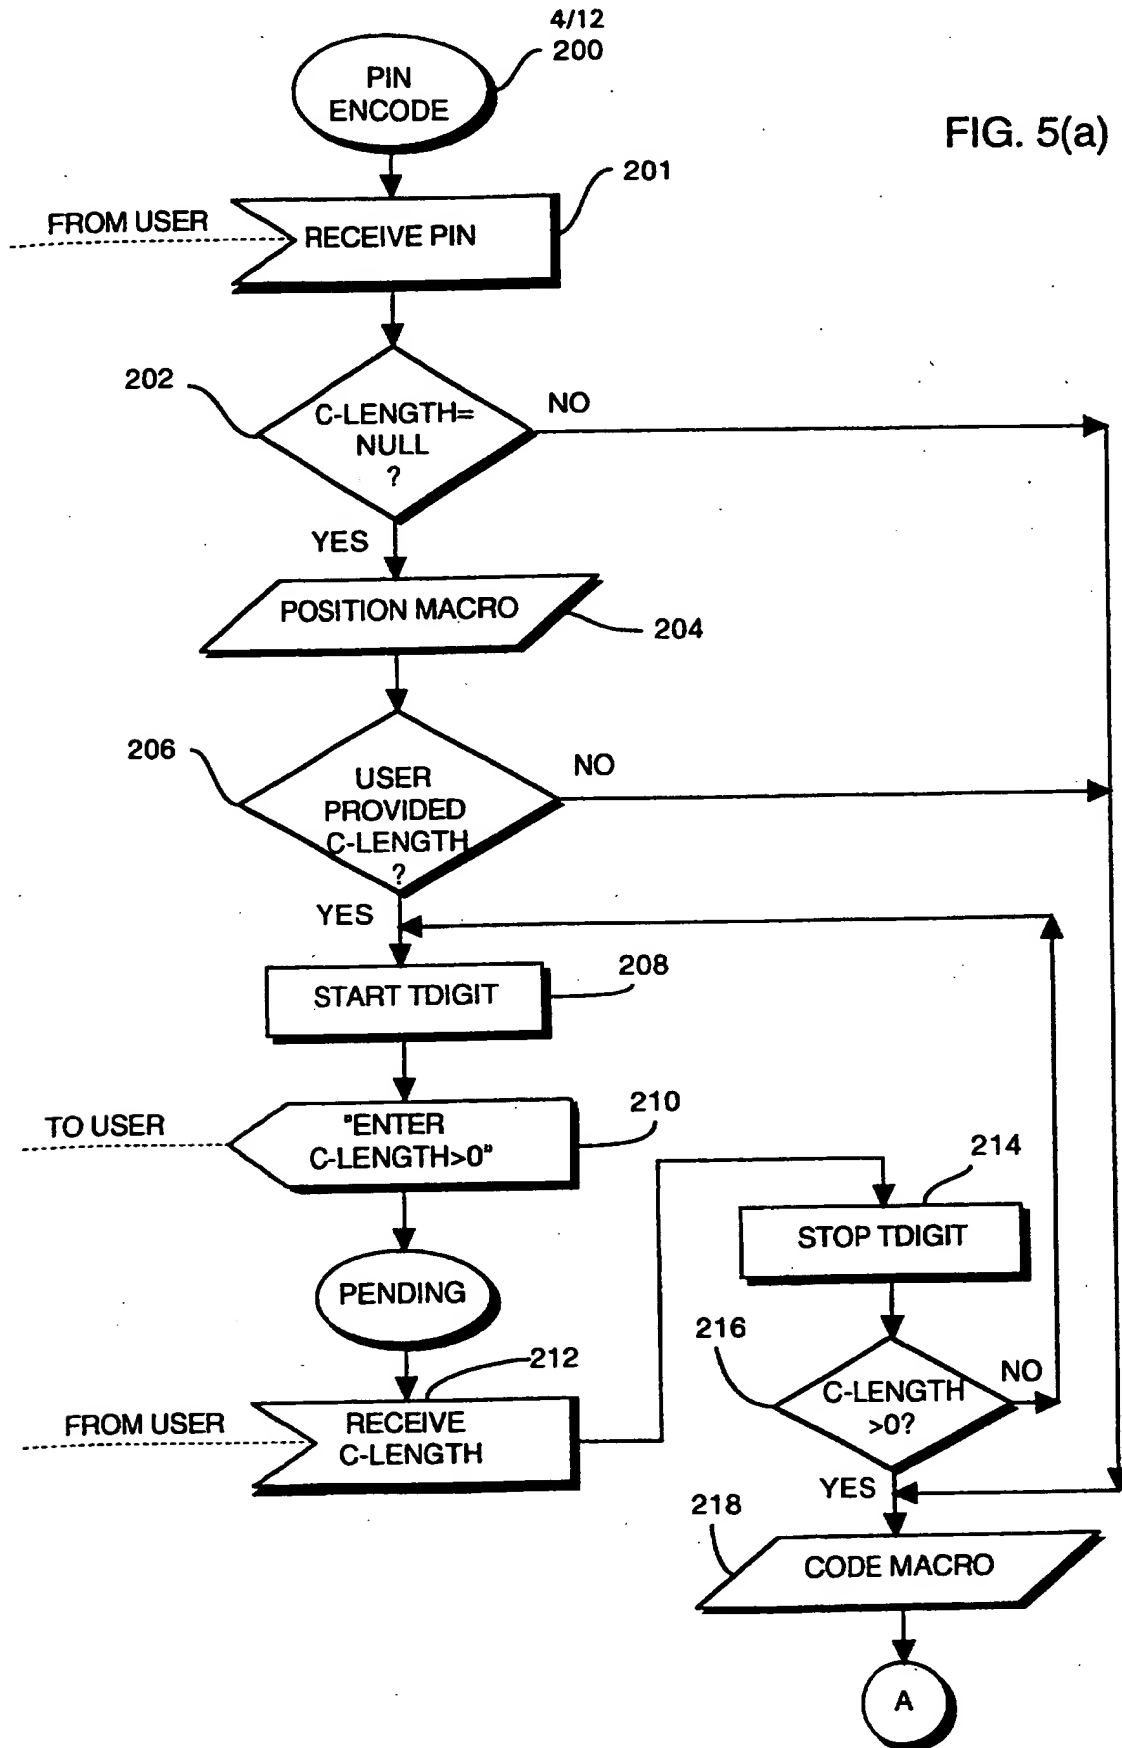 4/12
200
PIN
ENCODE
FIG. 5(a)
201
FROM USER
RECEIVE PIN
202
C-LENGTH=
NULL
?
NO
YES
POSITION MACRO
204
206
USER
PROVIDED
C-LENGTH
?
NO
YES
START TDIGIT
208
TO USER
"ENTER
C-LENGTH>0"
210
PENDING
214
STOP TDIGIT
212
FROM USER
RECEIVE
C-LENGTH
216
C-LENGTH
>0?
NO
YES
218
CODE MACRO
A